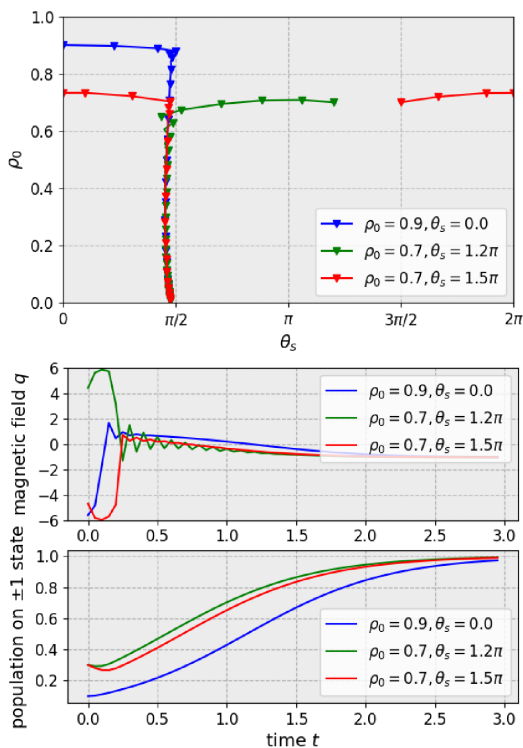 1.0
0.8
0.6
0.4
0.2
0.0
ρ₀
0
π/2
π
3π/2
2π
θₛ
ρ₀ = 0.9, θₛ = 0.0
ρ₀ = 0.7, θₛ = 1.2π
ρ₀ = 0.7, θₛ = 1.5π
magnetic field q
6
4
2
0
−2
−4
−6
0.0 0.5 1.0 1.5 2.0 2.5 3.0
ρ₀ = 0.9, θₛ = 0.0
ρ₀ = 0.7, θₛ = 1.2π
ρ₀ = 0.7, θₛ = 1.5π
population on ±1 state
1.0
0.8
0.6
0.4
0.2
0.0 0.5 1.0 1.5 2.0 2.5 3.0
ρ₀ = 0.9, θₛ = 0.0
ρ₀ = 0.7, θₛ = 1.2π
ρ₀ = 0.7, θₛ = 1.5π
time t